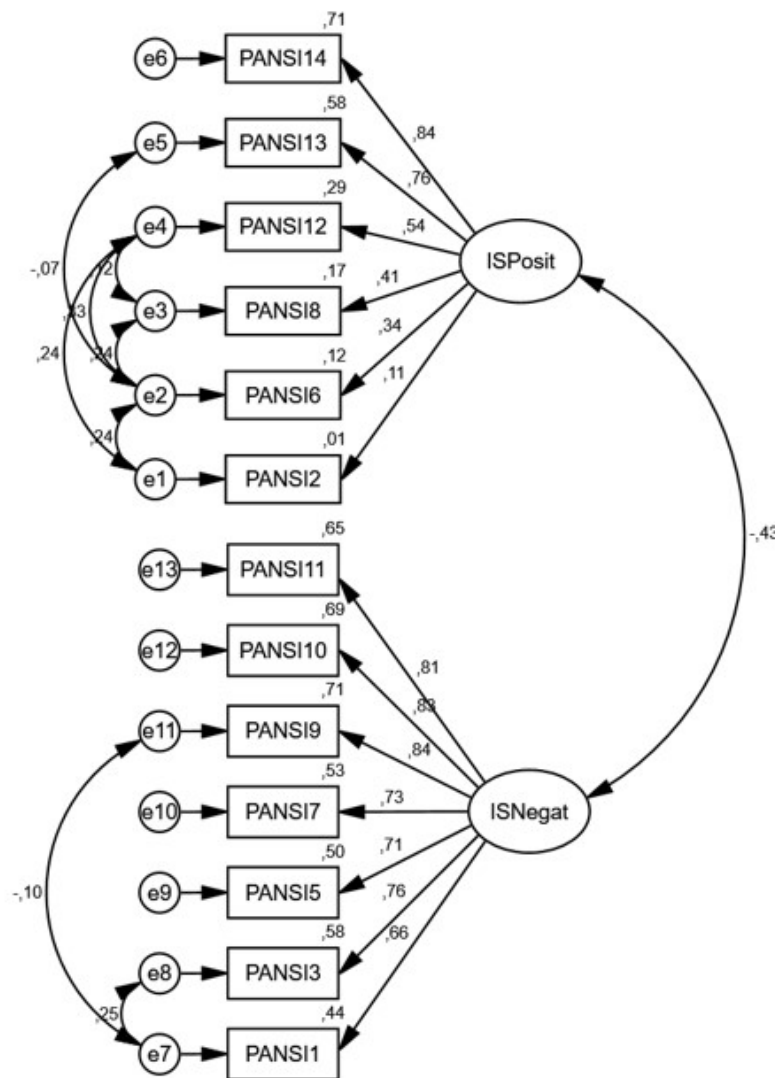 ,71
e6 PANSI14
,58
,84
e5 PANSI13
,76
,29
e4 PANSI12
,54
ISPosit
-,07
,17
e3 PANSI8
,41
,34
,24
,24
,12
e2 PANSI6
,11
,24
,01
e1 PANSI2
-,43
,65
e13 PANSI11
,69
e12 PANSI10
,81
,71
,83
e11 PANSI9
,84
,53
e10 PANSI7
,73
ISNegat
,50
,71
-,10
e9 PANSI5
,76
,58
,66
e8 PANSI3
,25
,44
e7 PANSI1